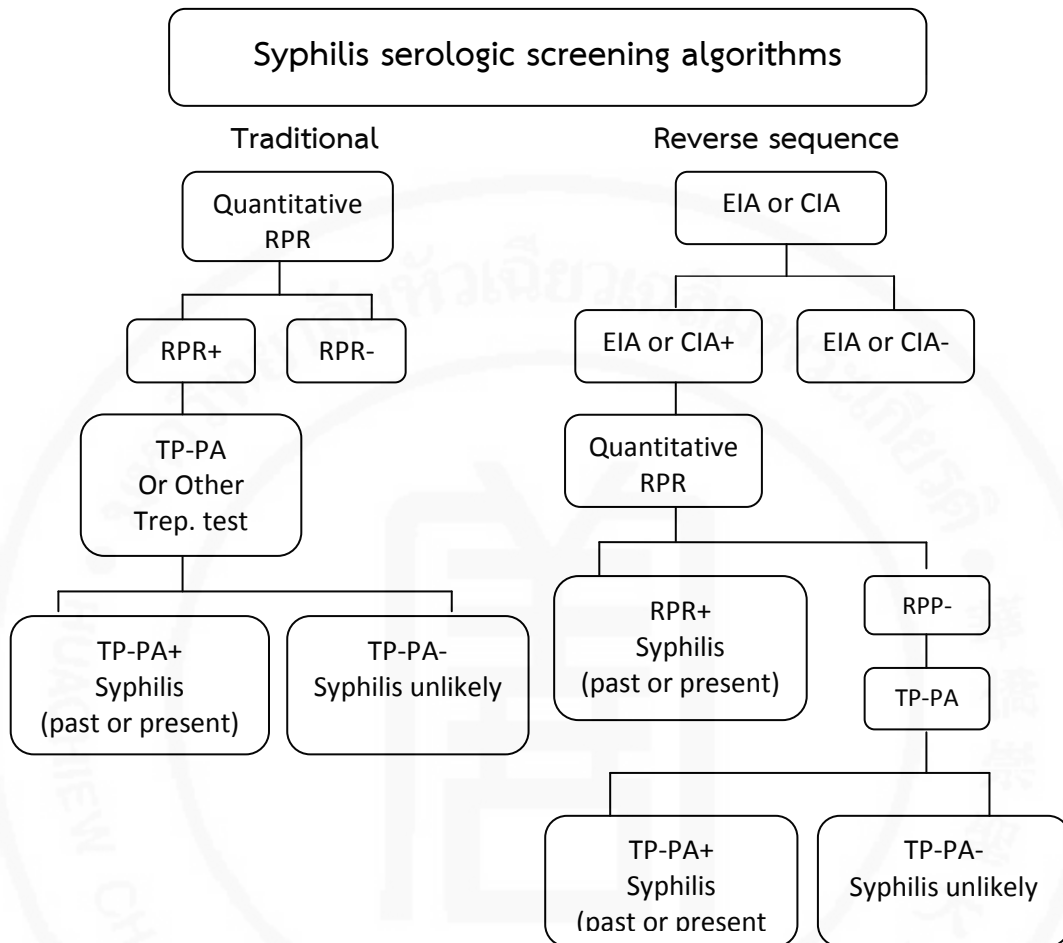 Syphilis serologic screening algorithms
Traditional
Quantitative
RPR
RPR+
RPR-
TP-PA
Or Other
Trep. test
TP-PA+
Syphilis
(past or present)
TP-PA-
Syphilis unlikely
Reverse sequence
EIA or CIA
EIA or CIA+
EIA or CIA-
Quantitative
RPR
RPR+
Syphilis
(past or present)
RPP-
TP-PA
TP-PA+
Syphilis
(past or present
TP-PA-
Syphilis unlikely